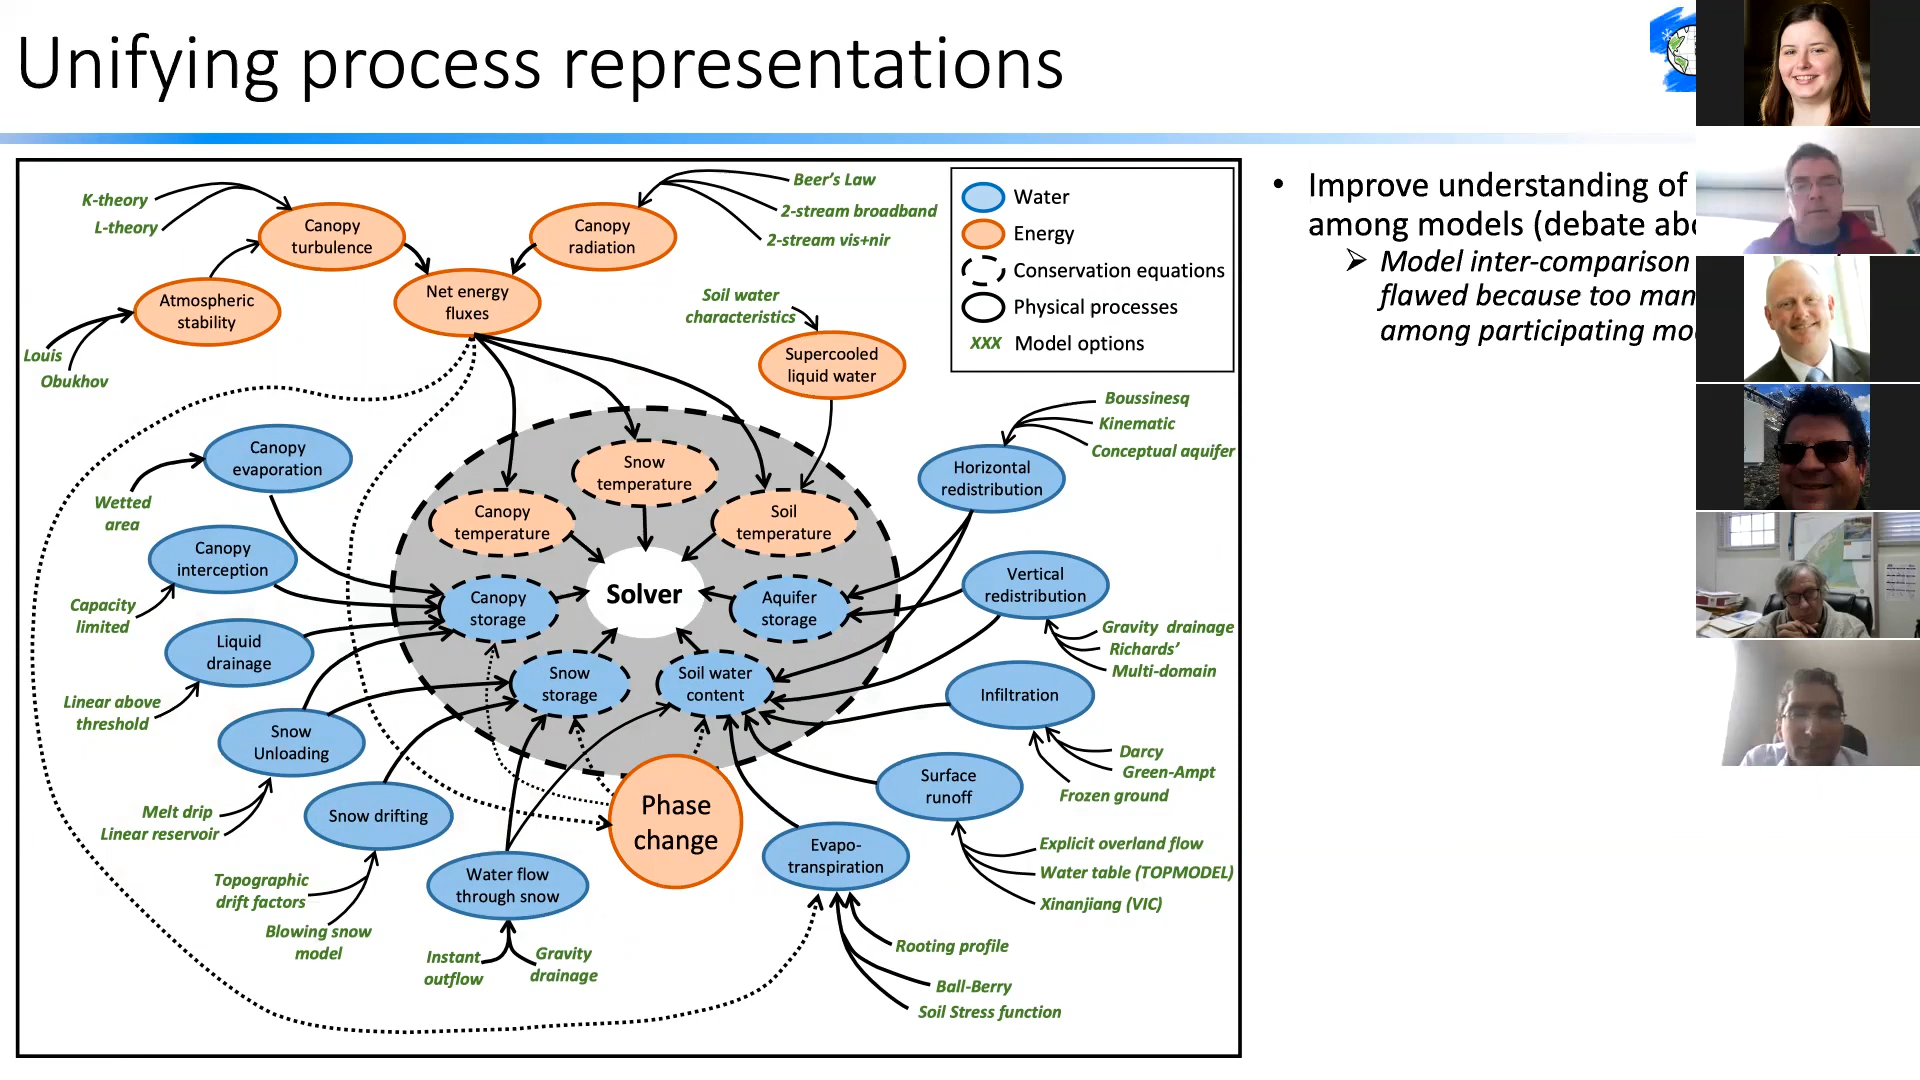 Unifying process representations
K-theory
L-theory
Canopy
turbulence
Canopy
radiation
Beer's Law
2-stream broadband
2-stream vis+nir
Atmospheric
stability
Net energy
fluxes
Louis
Obukhov
Soil water
characteristics
Supercooled
liquid water
Water
Energy
Conservation equations
Physical processes
XXX Model options
Boussinesq
Kinematic
Conceptual aquifer
Canopy
evaporation
Wetted
area
Snow
temperature
Canopy
temperature
Soil
temperature
Horizontal
redistribution
Canopy
interception
Capacity
limited
Canopy
storage
Solver
Aquifer
storage
Vertical
redistribution
Gravity drainage
Richards'
Multi-domain
Liquid
drainage
Linear above
threshold
Snow
storage
Soil water
content
Infiltration
Darcy
Green-Ampt
Frozen ground
Snow
Unloading
Melt drip
Linear reservoir
Snow drifting
Topographic
drift factors
Blowing snow
model
Phase
change
Water flow
through snow
Instant
outflow
Gravity
drainage
Surface
runoff
Explicit overland flow
Water table (TOPMODEL)
Xinanjiang (VIC)
Evapo-
transpiration
Rooting profile
Ball-Berry
Soil Stress function
• Improve understanding of
among models (debate
➢ Model inter-comparison
flawed because too
among participating